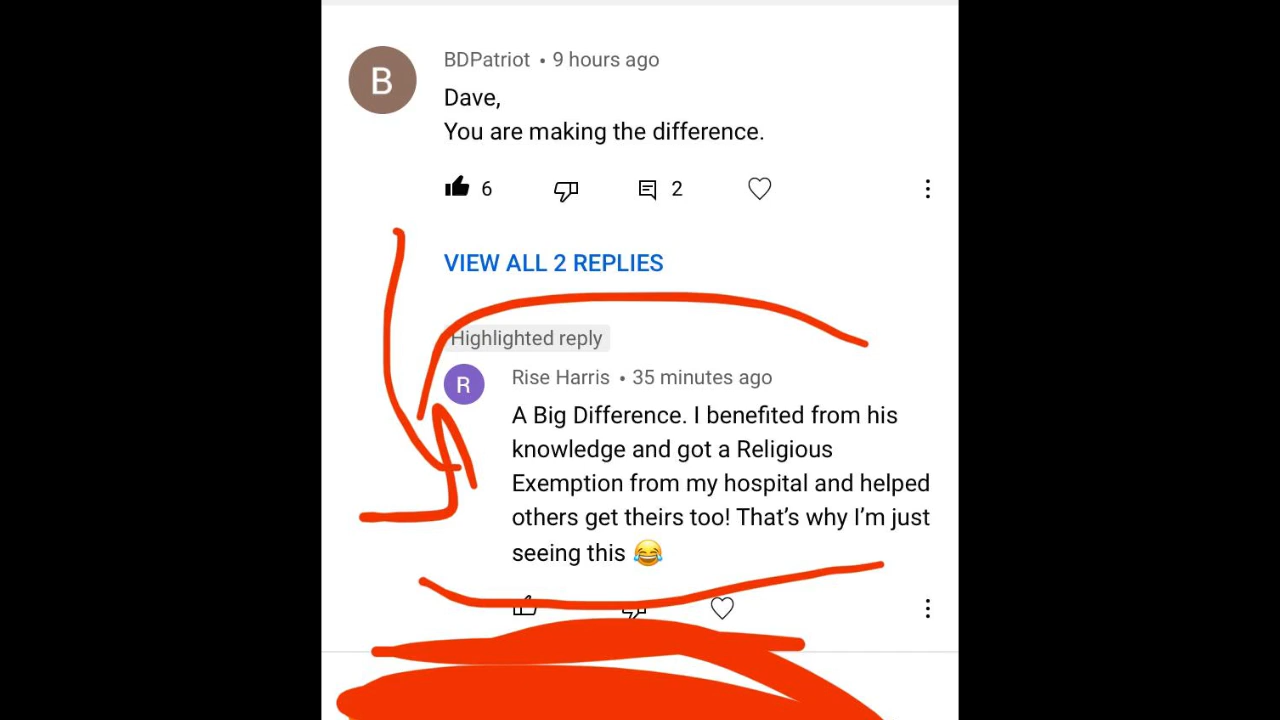 B
BDPatriot • 9 hours ago
Dave,
You are making the difference.
6
2
VIEW ALL 2 REPLIES
Highlighted reply
R
Rise Harris • 35 minutes ago
A Big Difference. I benefited from his
knowledge and got a Religious
Exemption from my hospital and helped
others get theirs too! That’s why I’m just
seeing this 😂